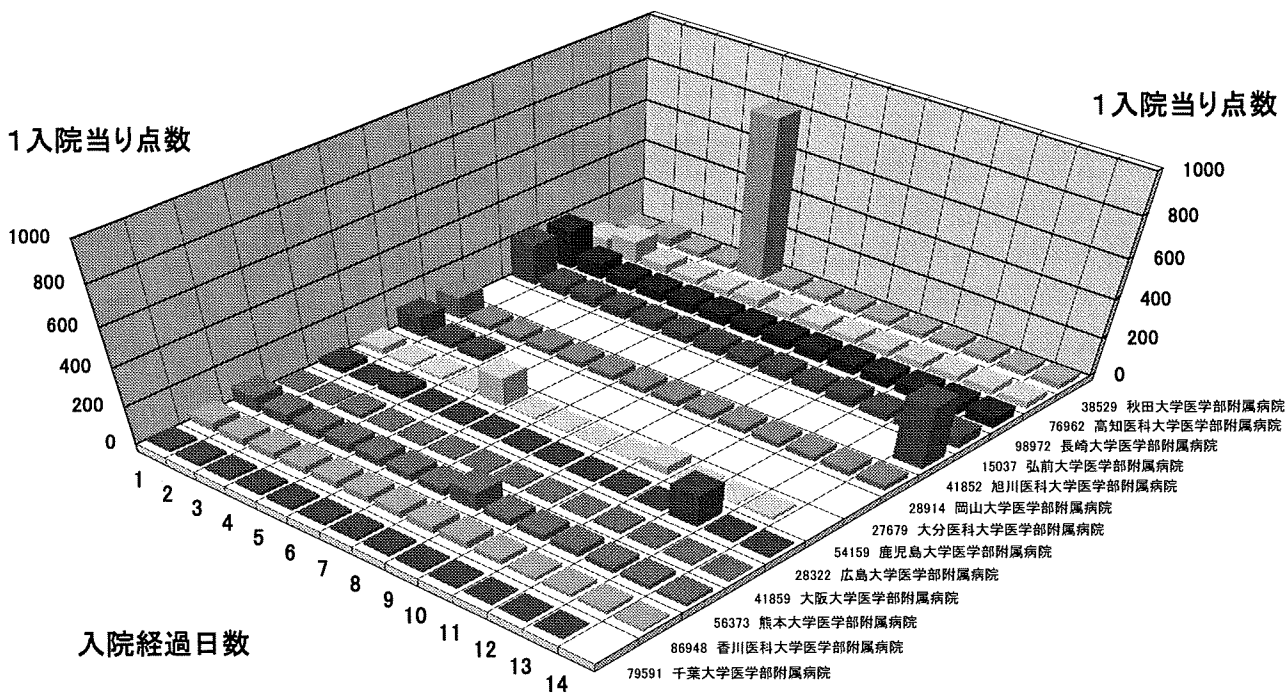 1入院当り点数
1入院当り点数
1000
800
600
400
200
0
1000
800
600
400
200
0
1
2
3
4
5
6
7
8
9
10
11
12
13
14
入院経過日数
38529 秋田大学医学部附属病院
76962 高知医科大学医学部附属病院
98972 長崎大学医学部附属病院
15037 弘前大学医学部附属病院
41852 旭川医科大学医学部附属病院
28914 岡山大学医学部附属病院
27679 大分医科大学医学部附属病院
54159 鹿児島大学医学部附属病院
28322 広島大学医学部附属病院
41859 大阪大学医学部附属病院
56373 熊本大学医学部附属病院
86948 香川医科大学医学部附属病院
79591 千葉大学医学部附属病院